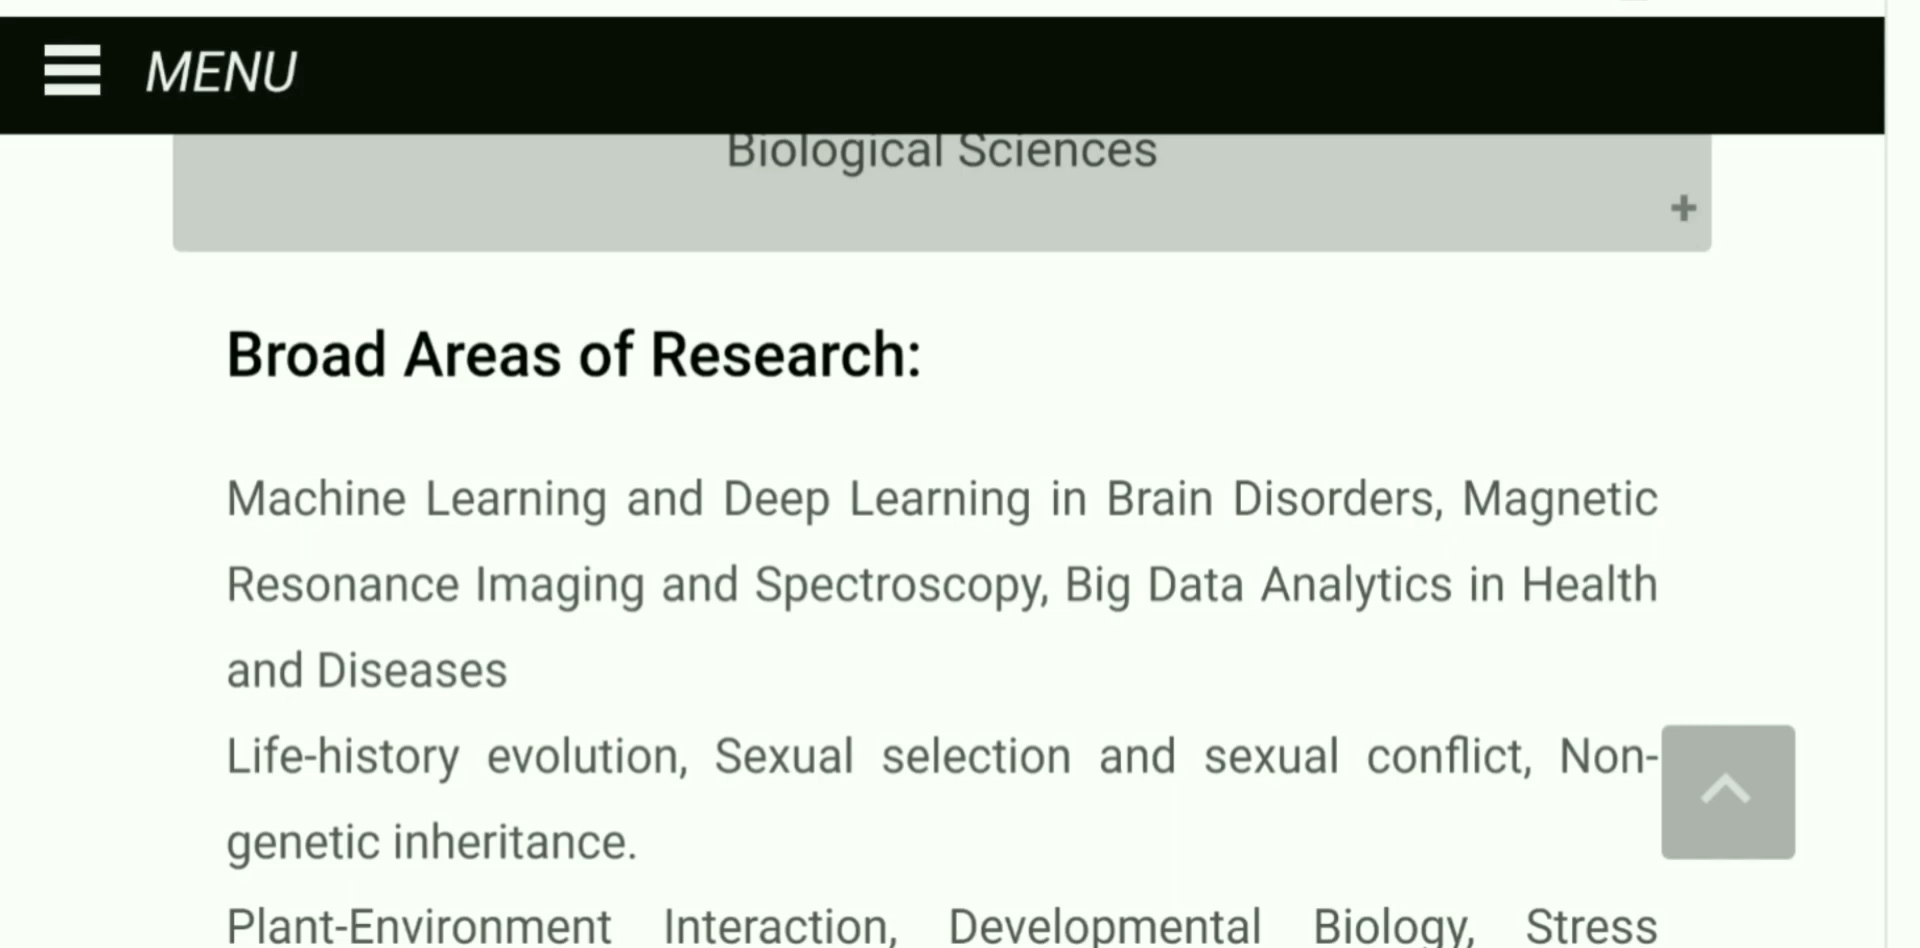 MENU
Biological Sciences
+
Broad Areas of Research:
Machine Learning and Deep Learning in Brain Disorders, Magnetic
Resonance Imaging and Spectroscopy, Big Data Analytics in Health
and Diseases
Life-history evolution, Sexual selection and sexual conflict, Non-
genetic inheritance.
Plant-Environment Interaction, Developmental Biology, Stress